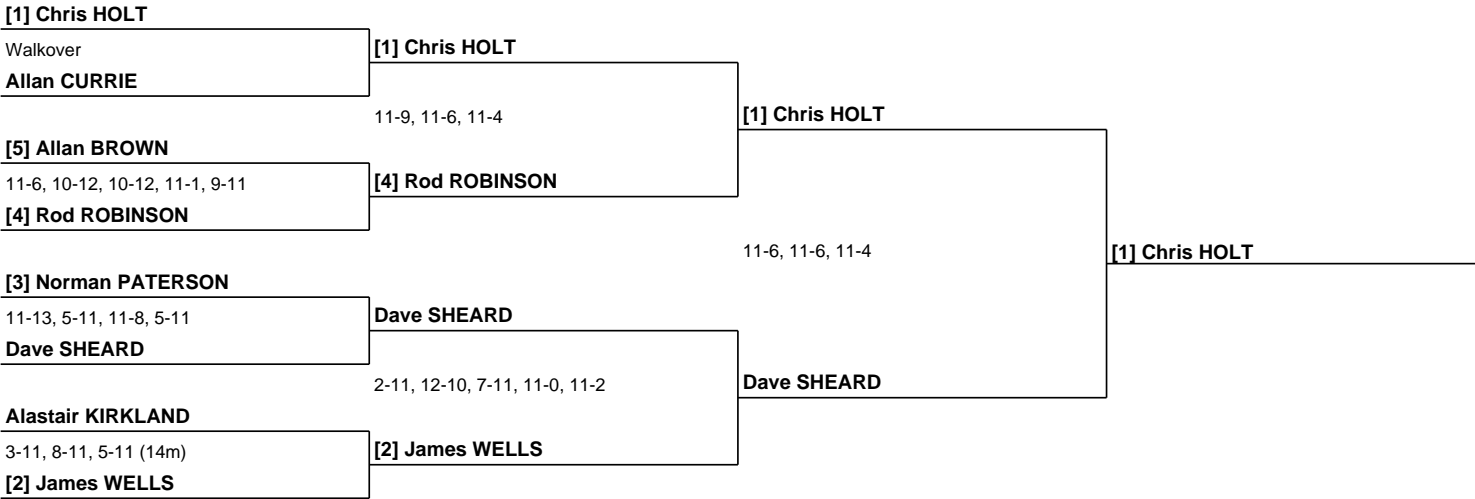 [1] Chris HOLT
Walkover
Allan CURRIE
[5] Allan BROWN
11-6, 10-12, 10-12, 11-1, 9-11
[4] Rod ROBINSON
[3] Norman PATERSON
11-13, 5-11, 11-8, 5-11
Dave SHEARD
Alastair KIRKLAND
3-11, 8-11, 5-11 (14m)
[2] James WELLS
[1] Chris HOLT
11-9, 11-6, 11-4
[4] Rod ROBINSON
Dave SHEARD
2-11, 12-10, 7-11, 11-0, 11-2
[2] James WELLS
[1] Chris HOLT
11-6, 11-6, 11-4
Dave SHEARD
[1] Chris HOLT